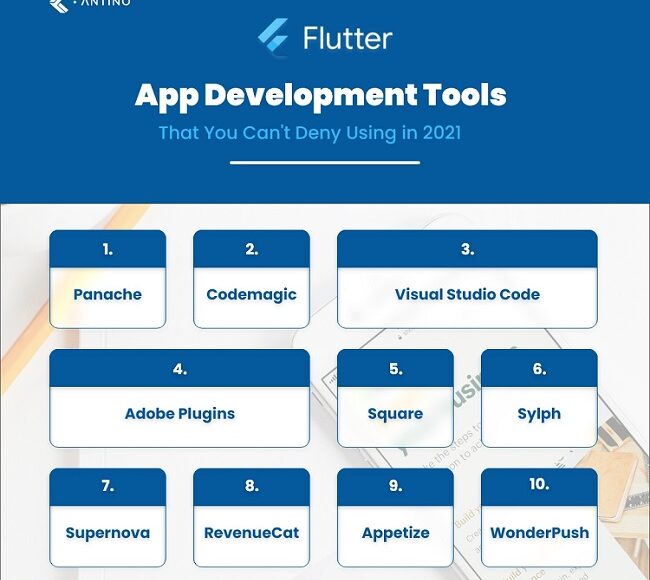 ANTINO
Flutter
App Development Tools
That You Can't Deny Using in 2021
1.
Panache
2.
Codemagic
3.
Visual Studio Code
4.
Adobe Plugins
5.
Square
6.
Sylph
7.
Supernova
8.
RevenueCat
9.
Appetize
10.
WonderPush